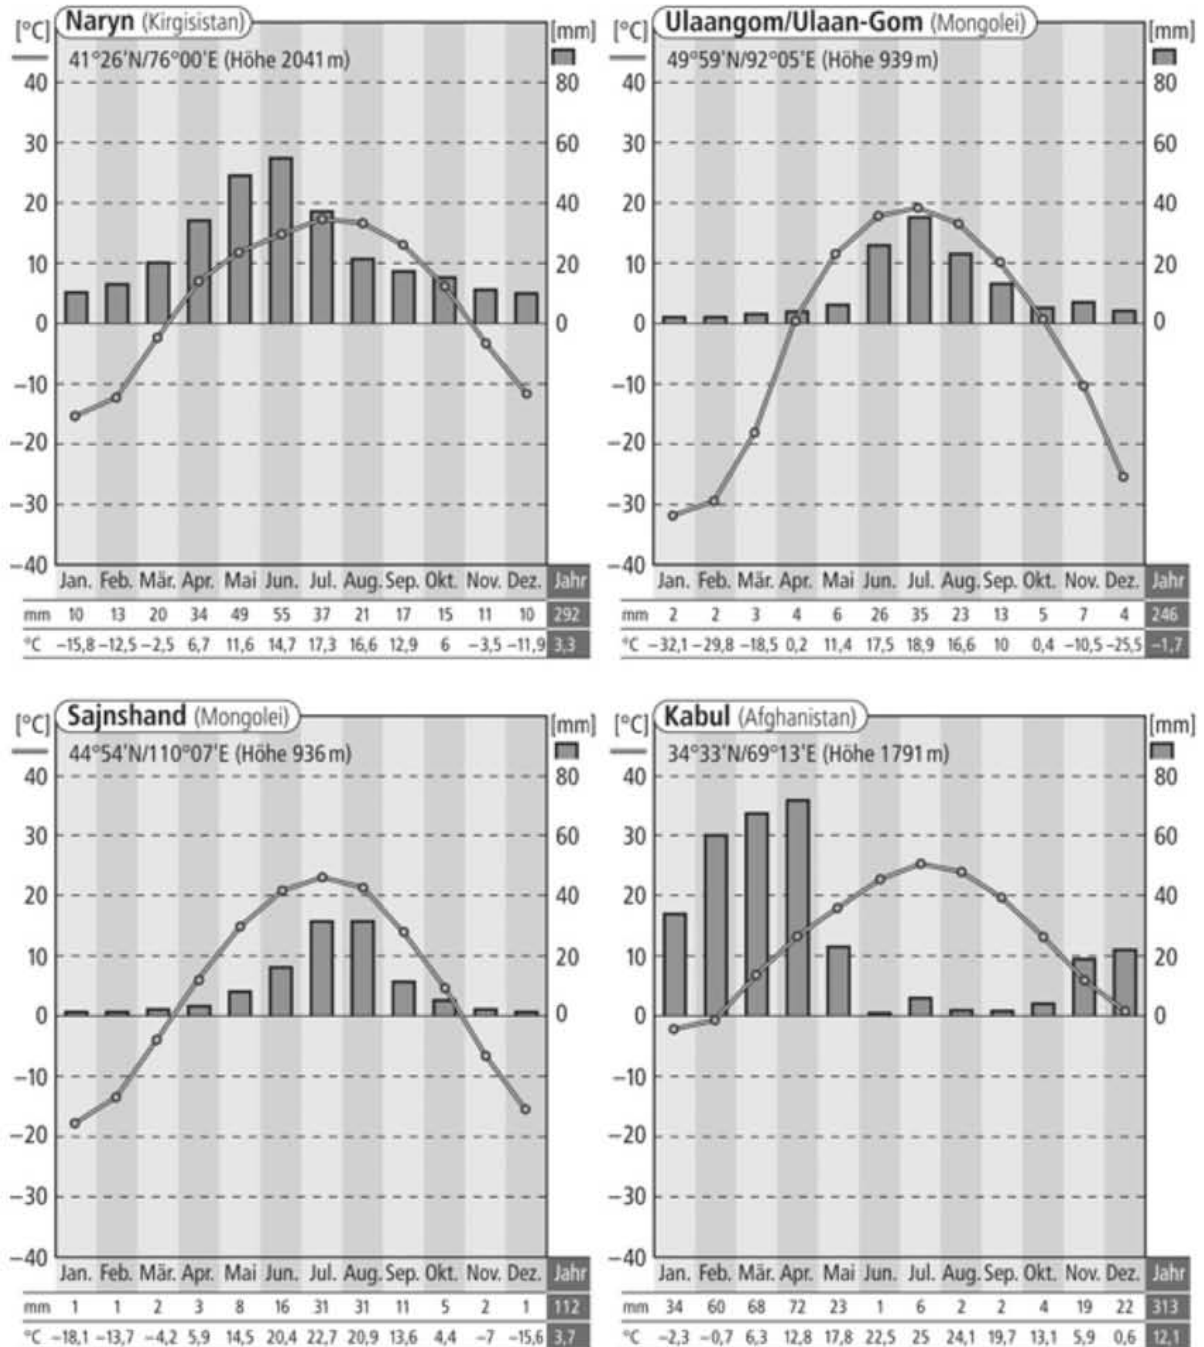 Naryn (Kirgisistan)
[°C] [mm]
41°26'N/76°00'E (Höhe 2041 m)
40 80
30 60
20 40
10 20
0 0
–10
–20
–30
–40
Jan. Feb. Mär. Apr. Mai Jun. Jul. Aug. Sep. Okt. Nov. Dez. Jahr
mm 10 13 20 34 49 55 37 21 17 15 11 10 292
°C –15,8 –12,5 –2,5 6,7 11,6 14,7 17,3 16,6 12,9 6 –3,5 –11,9 3,3
Ulaangom/Ulaan-Gom (Mongolei)
[°C] [mm]
49°59'N/92°05'E (Höhe 939 m)
40 80
30 60
20 40
10 20
0 0
–10
–20
–30
–40
Jan. Feb. Mär. Apr. Mai Jun. Jul. Aug. Sep. Okt. Nov. Dez. Jahr
mm 2 2 3 4 6 26 35 23 13 5 7 4 246
°C –32,1 –29,8 –18,5 0,2 11,4 17,5 18,9 16,6 10 0,4 –10,5 –25,5 –1,7
Sajnshand (Mongolei)
[°C] [mm]
44°54'N/110°07'E (Höhe 936 m)
40 80
30 60
20 40
10 20
0 0
–10
–20
–30
–40
Jan. Feb. Mär. Apr. Mai Jun. Jul. Aug. Sep. Okt. Nov. Dez. Jahr
mm 1 1 2 3 8 16 31 31 11 5 2 1 112
°C –18,1 –13,7 –4,2 5,9 14,5 20,4 22,7 20,9 13,6 4,4 –7 –15,6 3,7
Kabul (Afghanistan)
[°C] [mm]
34°33'N/69°13'E (Höhe 1791 m)
40 80
30 60
20 40
10 20
0 0
–10
–20
–30
–40
Jan. Feb. Mär. Apr. Mai Jun. Jul. Aug. Sep. Okt. Nov. Dez. Jahr
mm 34 60 68 72 23 1 6 2 2 4 19 22 313
°C –2,3 –0,7 6,3 12,8 17,8 22,5 25 24,1 19,7 13,1 5,9 0,6 12,1